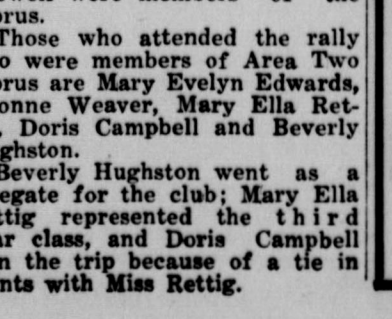 rus.
Those who attended the rally
o were members of Area Two
orus are Mary Evelyn Edwards,
onne Weaver, Mary Ella Ret-
, Doris Campbell and Beverly
ghston.
Beverly Hughston went as a
egate for the club; Mary Ella
ttig represented the third
ar class, and Doris Campbell
n the trip because of a tie in
nts with Miss Rettig.